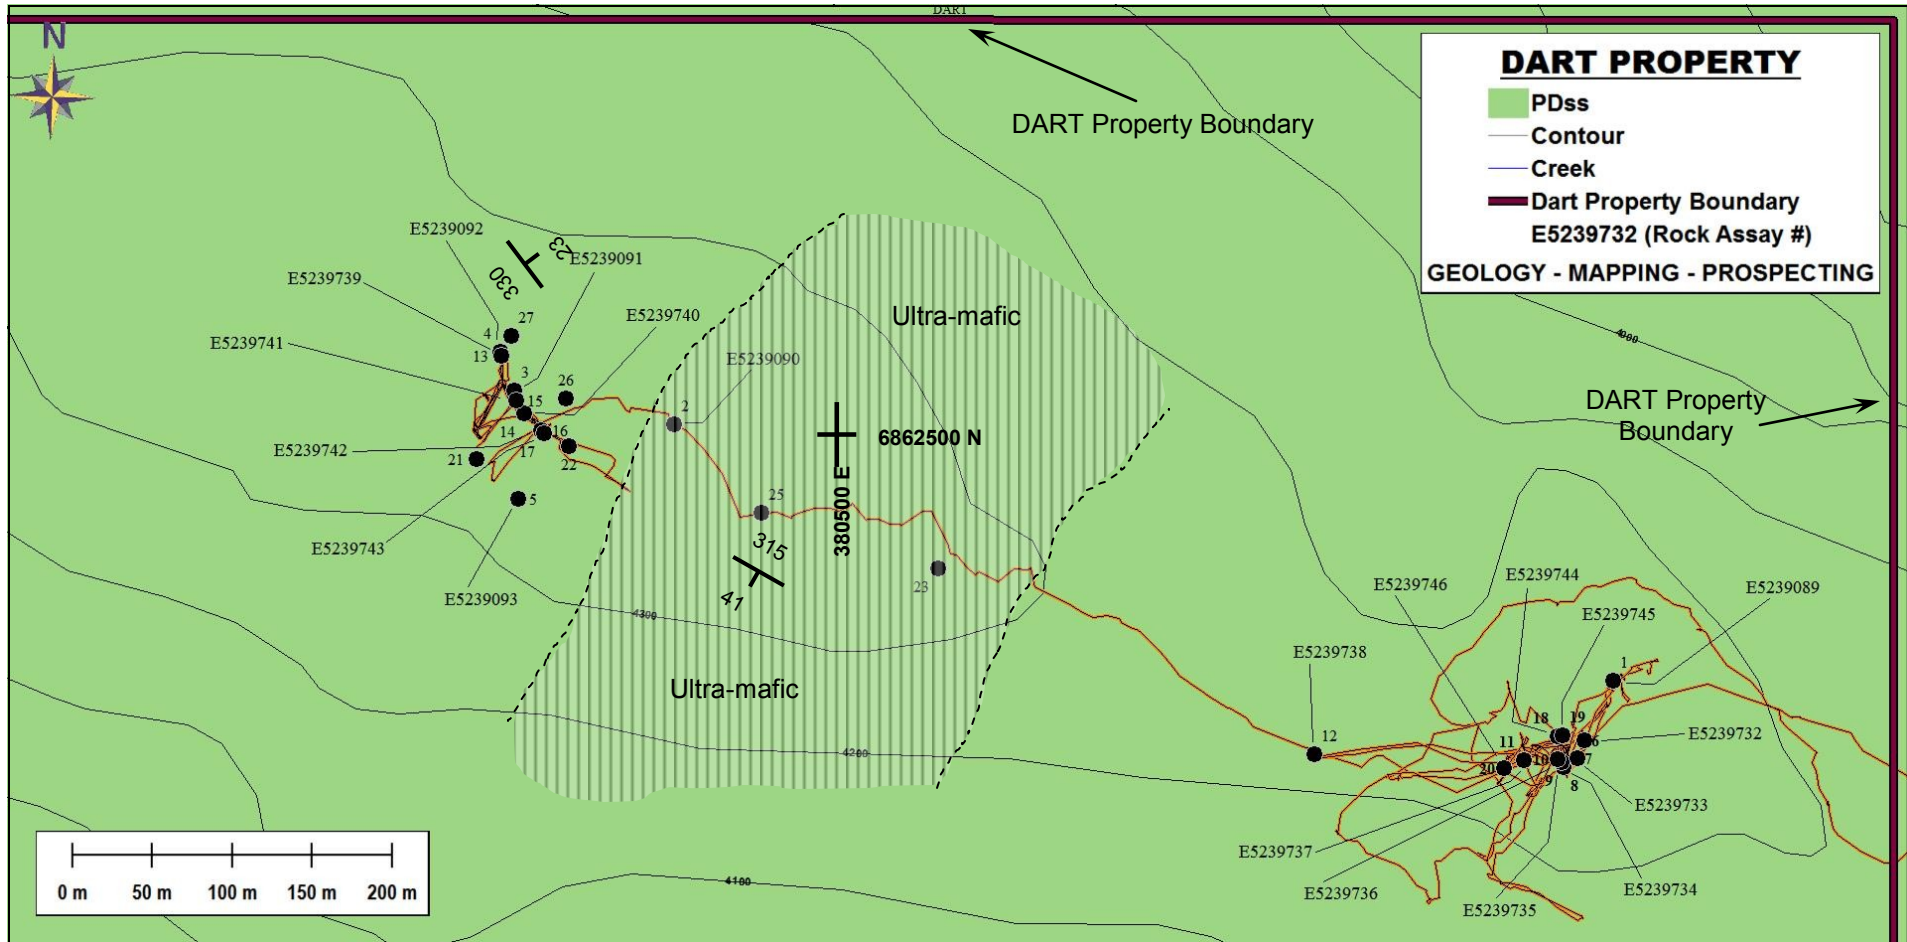 DART
N
DART PROPERTY
PDss
Contour
Creek
Dart Property Boundary
E5239732 (Rock Assay #)
GEOLOGY - MAPPING - PROSPECTING
DART Property Boundary
E5239092
23
E5239091
330
E5239739
E5239740
E5239741
4
27
13
3
26
15
14
16
17
22
21
5
E5239742
E5239743
E5239093
Ultra-mafic
E5239090
2
6862500 N
380500 E
25
315
41
23
4300
Ultra-mafic
4200
4000
DART Property
Boundary
E5239746
E5239744
E5239745
E5239089
E5239738
1
12
18
19
11
6
E5239732
20
10
7
9
8
E5239733
E5239737
E5239736
E5239735
E5239734
4100
0 m
50 m
100 m
150 m
200 m